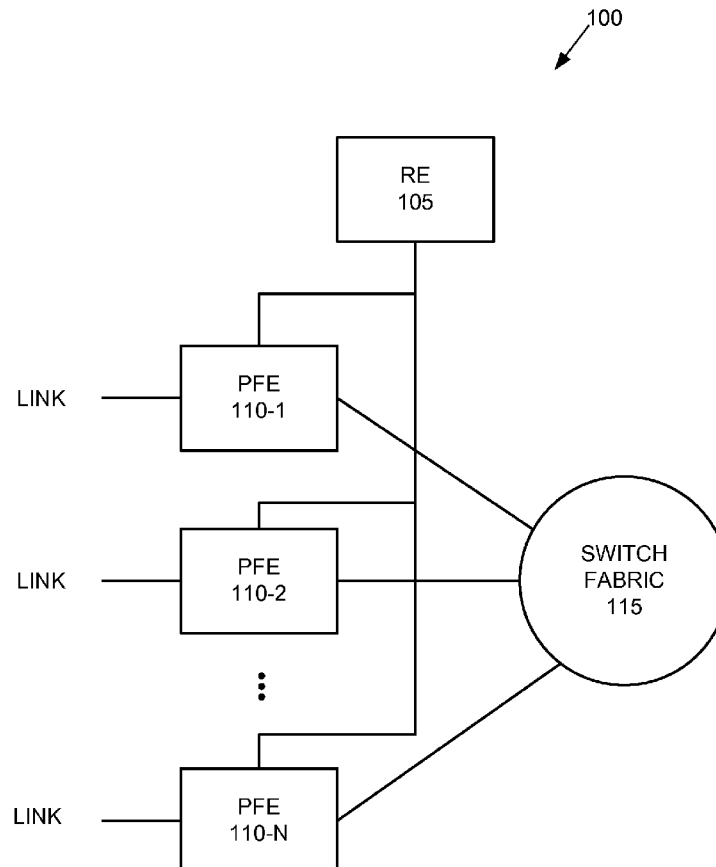 100
RE
105
LINK
PFE
110-1
LINK
PFE
110-2
SWITCH
FABRIC
115
LINK
PFE
110-N